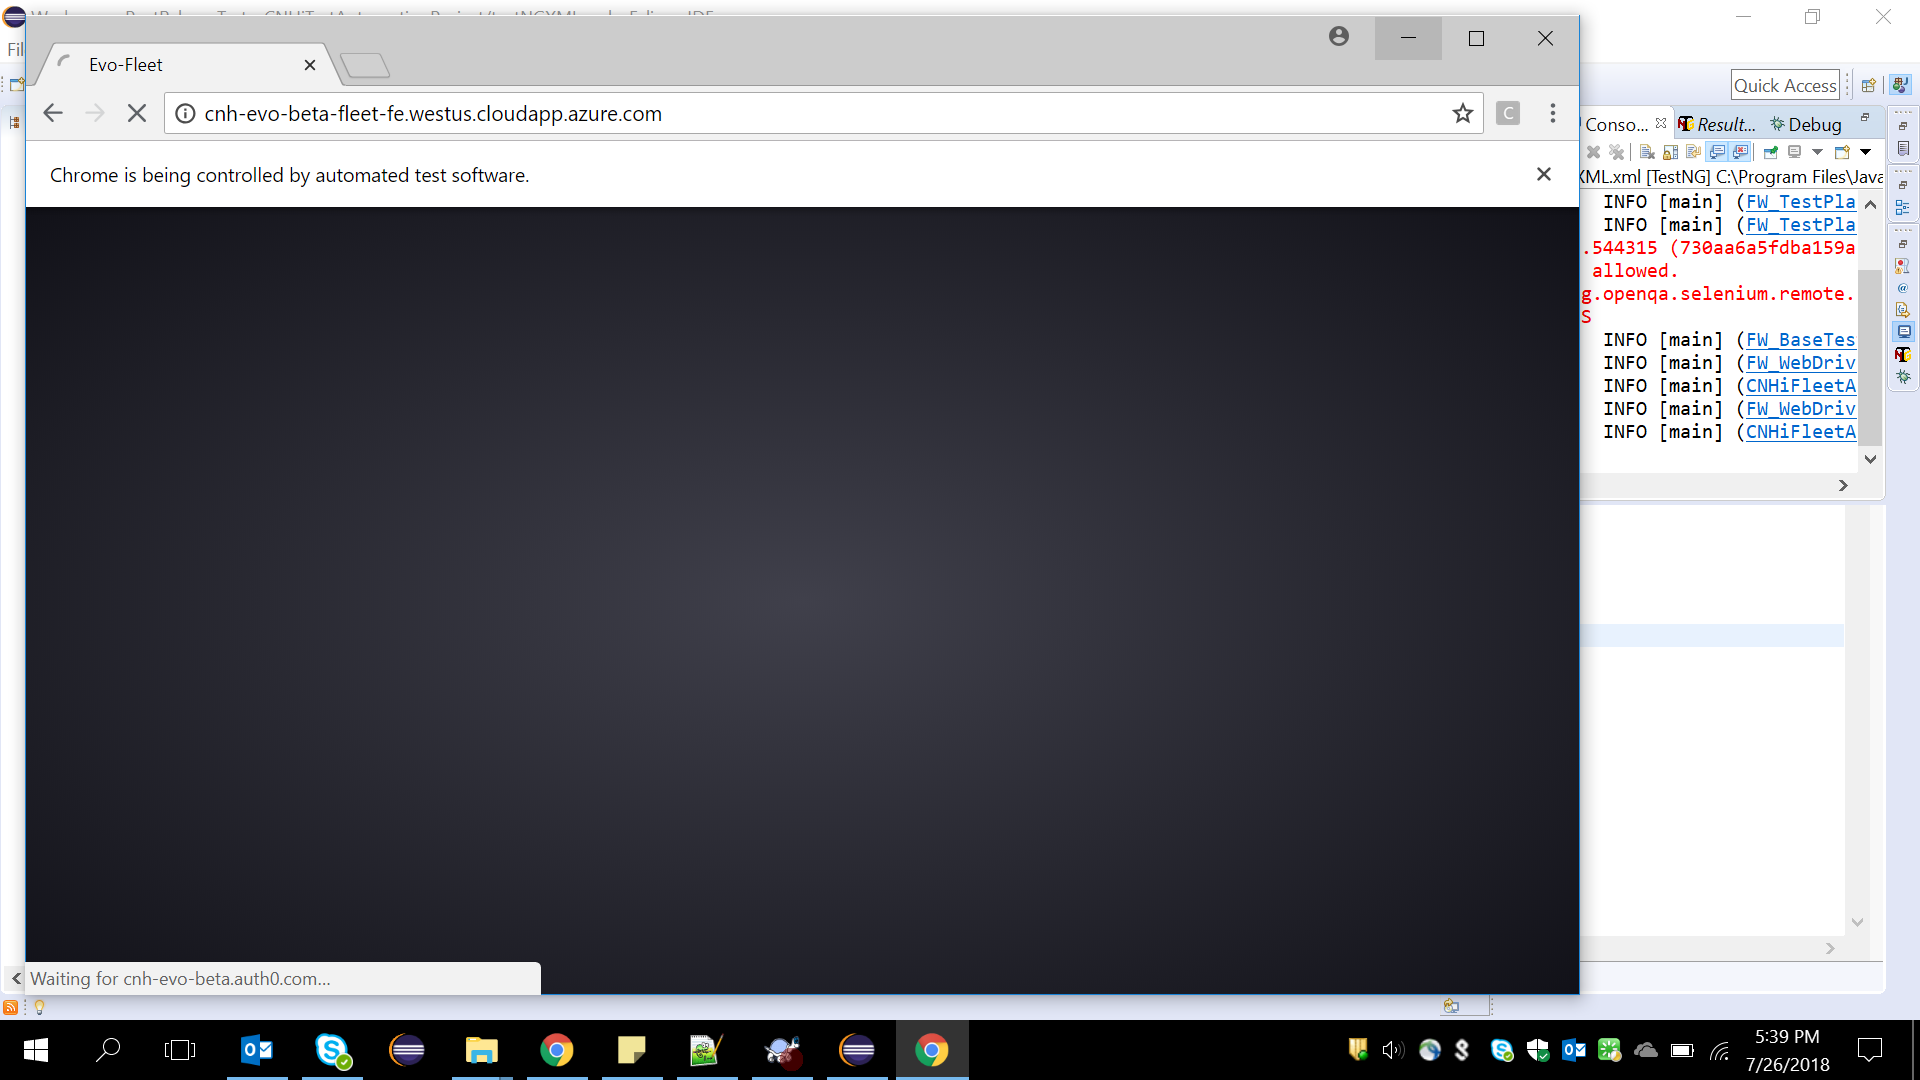 Evo-Fleet
cnh-evo-beta-fleet-fe.westus.cloudapp.azure.com
C
Chrome is being controlled by automated test software.
Waiting for cnh-evo-beta.auth0.com...
Fil
Quick Access
Conso... Result... Debug
XML.xml [TestNG] C:\Program Files\Java
INFO [main] (FW_TestPla
INFO [main] (FW_TestPla
.544315 (730aa6a5fdba159a
allowed.
g.openqa.selenium.remote.
S
INFO [main] (FW_BaseTes
INFO [main] (FW_WebDriv
INFO [main] (CNHiFleetA
INFO [main] (FW_WebDriv
INFO [main] (CNHiFleetA
5:39 PM
7/26/2018